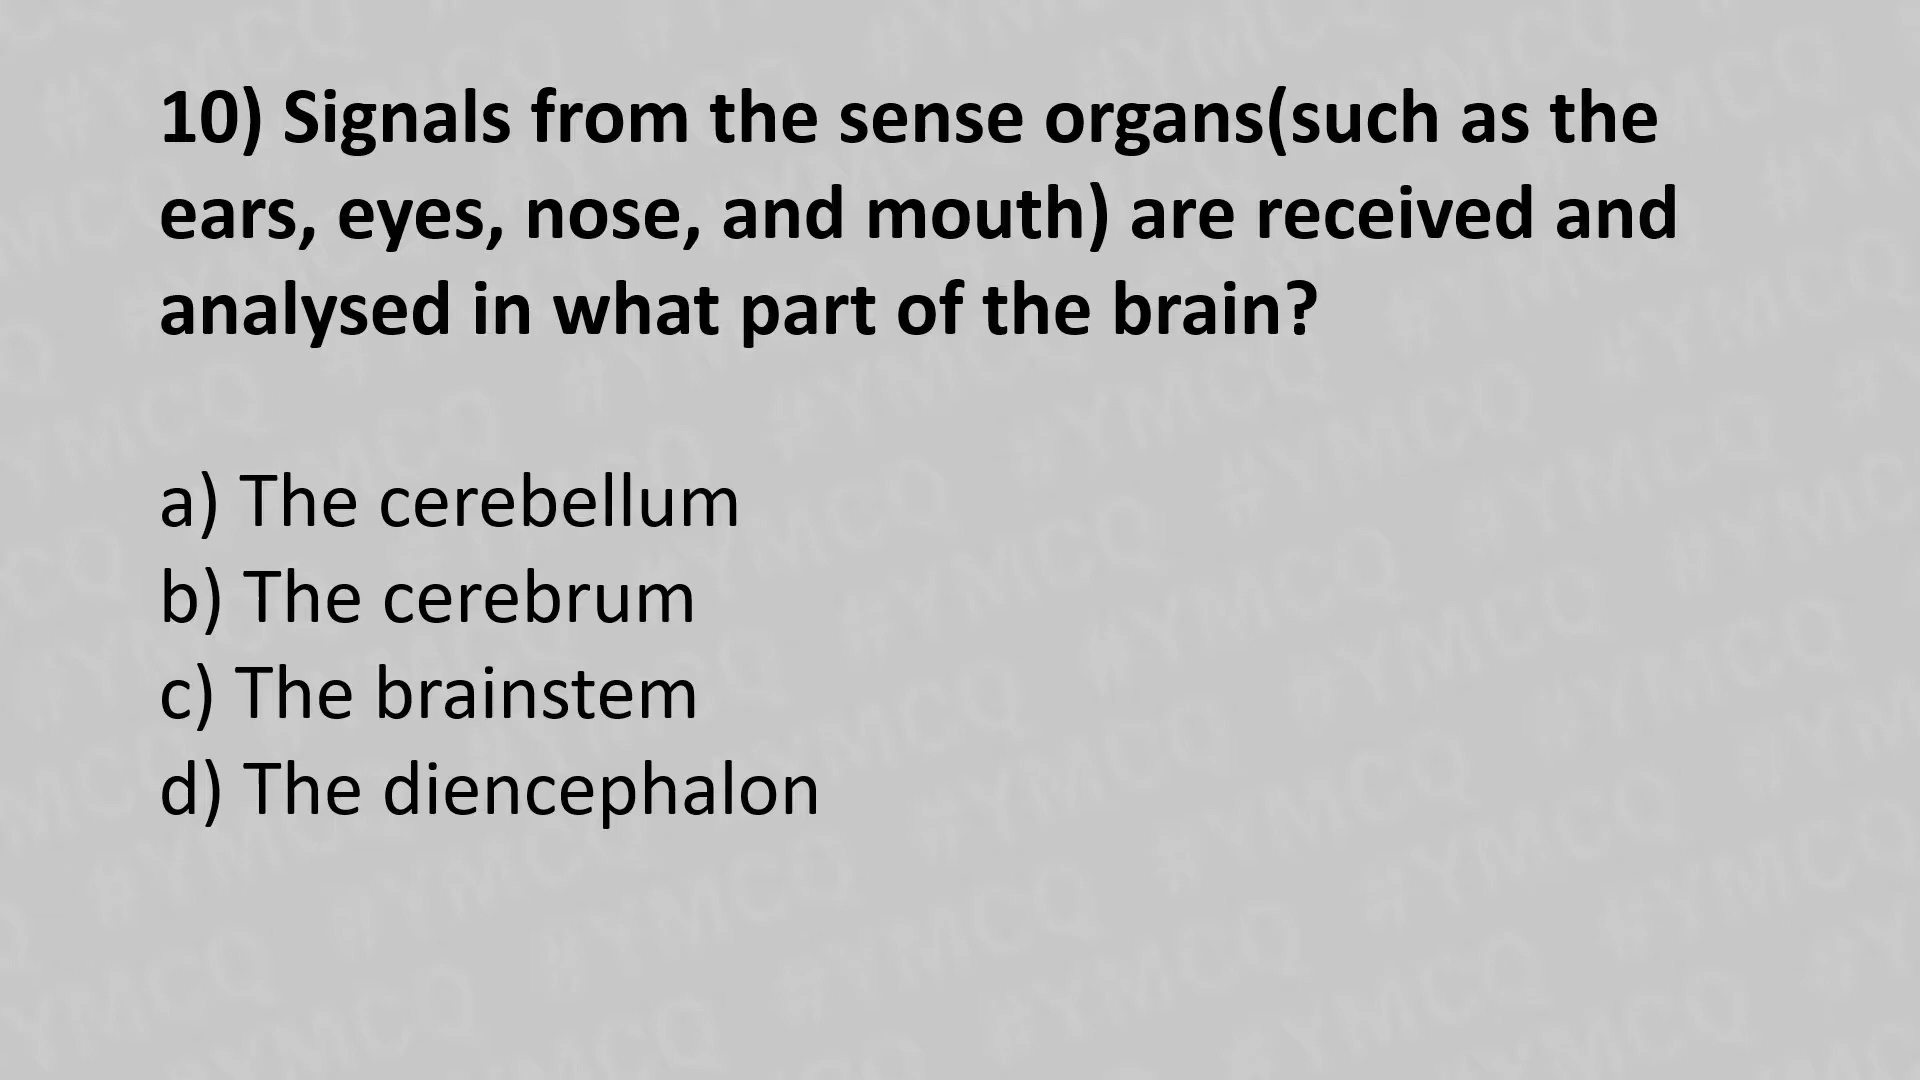 10) Signals from the sense organs(such as the
ears, eyes, nose, and mouth) are received and
analysed in what part of the brain?
a) The cerebellum
b) The cerebrum
c) The brainstem
d) The diencephalon